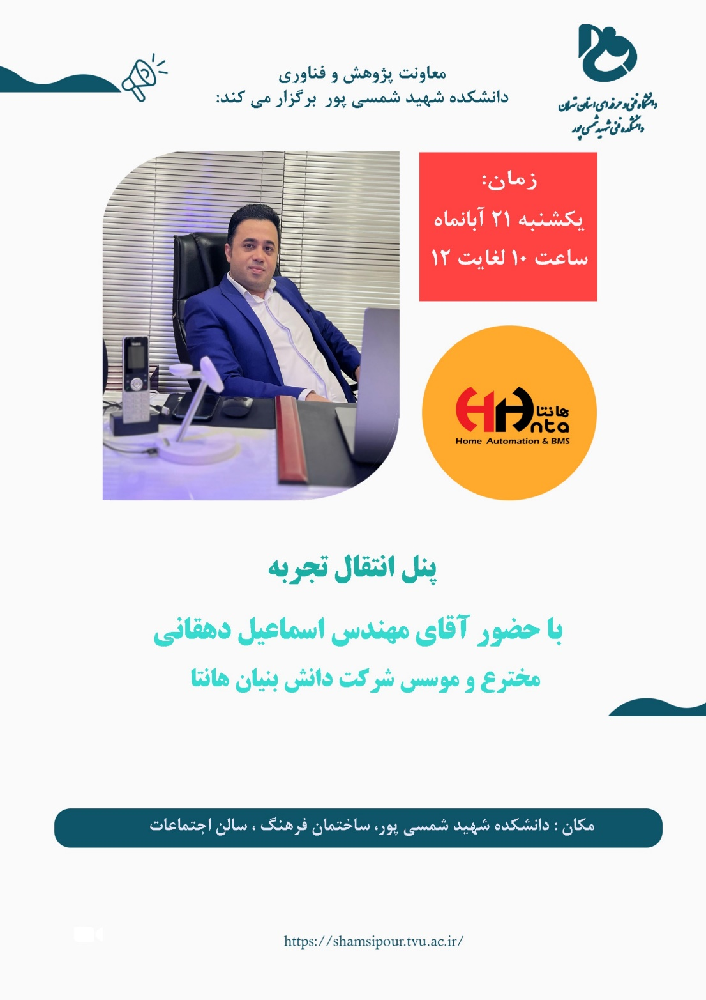 معاونت پژوهش و فناوری
دانشکده شهید شمسی پور برگزار می کند:
دانشگاه فنی و حرفه ای استان تهران
دانشکده فنی شهید شمسی پور
زمان:
یکشنبه ۲۱ آبانماه
ساعت ۱۰ لغایت ۱۲
هانتا
Hnta
Home Automation & BMS
پنل انتقال تجربه
با حضور آقای مهندس اسماعیل دهقانی
مخترع و موسس شرکت دانش بنیان هانتا
مکان : دانشکده شهید شمسی پور، ساختمان فرهنگ ، سالن اجتماعات
https://shamsipour.tvu.ac.ir/